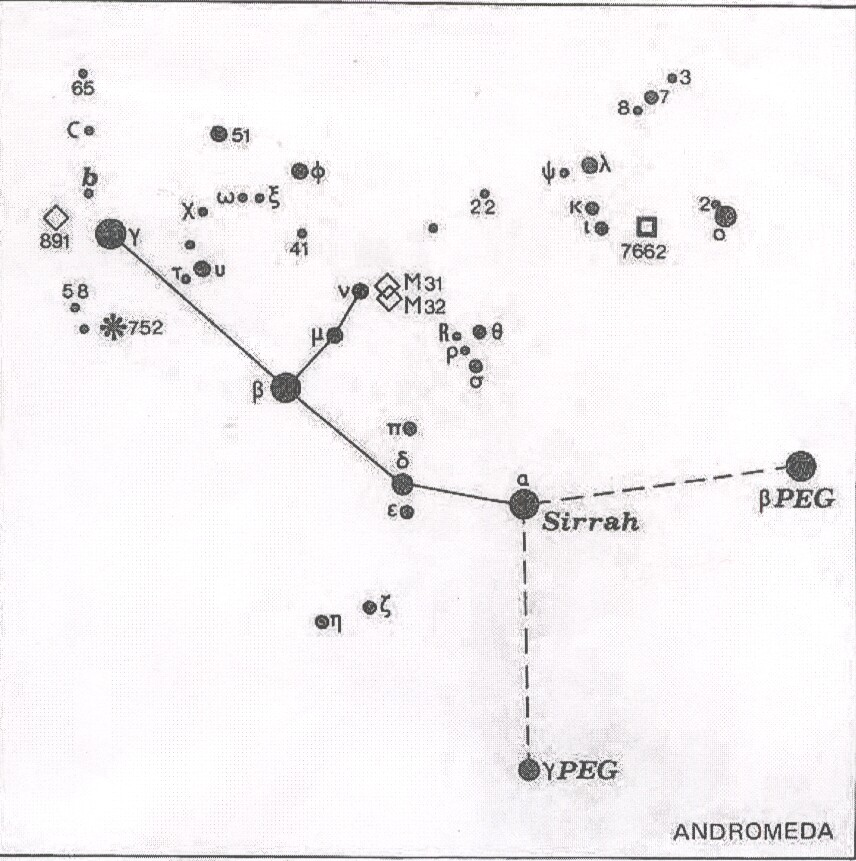 3
65
7
8
C
51
ϕ
ψ
λ
b
ω
ξ
22
χ
κ
2
ι
ο
891
γ
41
7662
τ
υ
M31
58
ν
M32
752
μ
R
θ
ρ
σ
β
π
δ
α
βPEG
ε
Sirrah
ζ
η
γPEG
ANDROMEDA